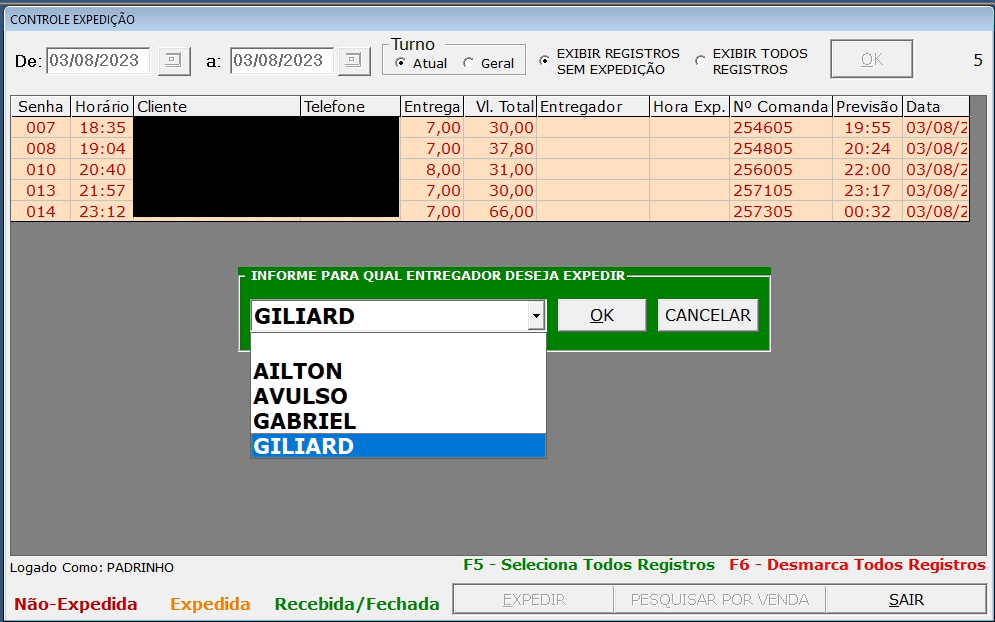 CONTROLE EXPEDIÇÃO
De: 03/08/2023 a: 03/08/2023 Turno Atual Geral EXIBIR REGISTROS SEM EXPEDIÇÃO EXIBIR TODOS REGISTROS OK 5
Senha Horário Cliente Telefone Entrega Vl. Total Entregador Hora Exp. Nº Comanda Previsão Data
007 18:35 7,00 30,00 254605 19:55 03/08/2
008 19:04 7,00 37,80 254805 20:24 03/08/2
010 20:40 8,00 31,00 256005 22:00 03/08/2
013 21:57 7,00 30,00 257105 23:17 03/08/2
014 23:12 7,00 66,00 257305 00:32 03/08/2
INFORME PARA QUAL ENTREGADOR DESEJA EXPEDIR
GILIARD OK CANCELAR
AILTON
AVULSO
GABRIEL
GILIARD
Logado Como: PADRINHO F5 - Seleciona Todos Registros F6 - Desmarca Todos Registros
Não-Expedida Expedida Recebida/Fechada EXPEDIR PESQUISAR POR VENDA SAIR